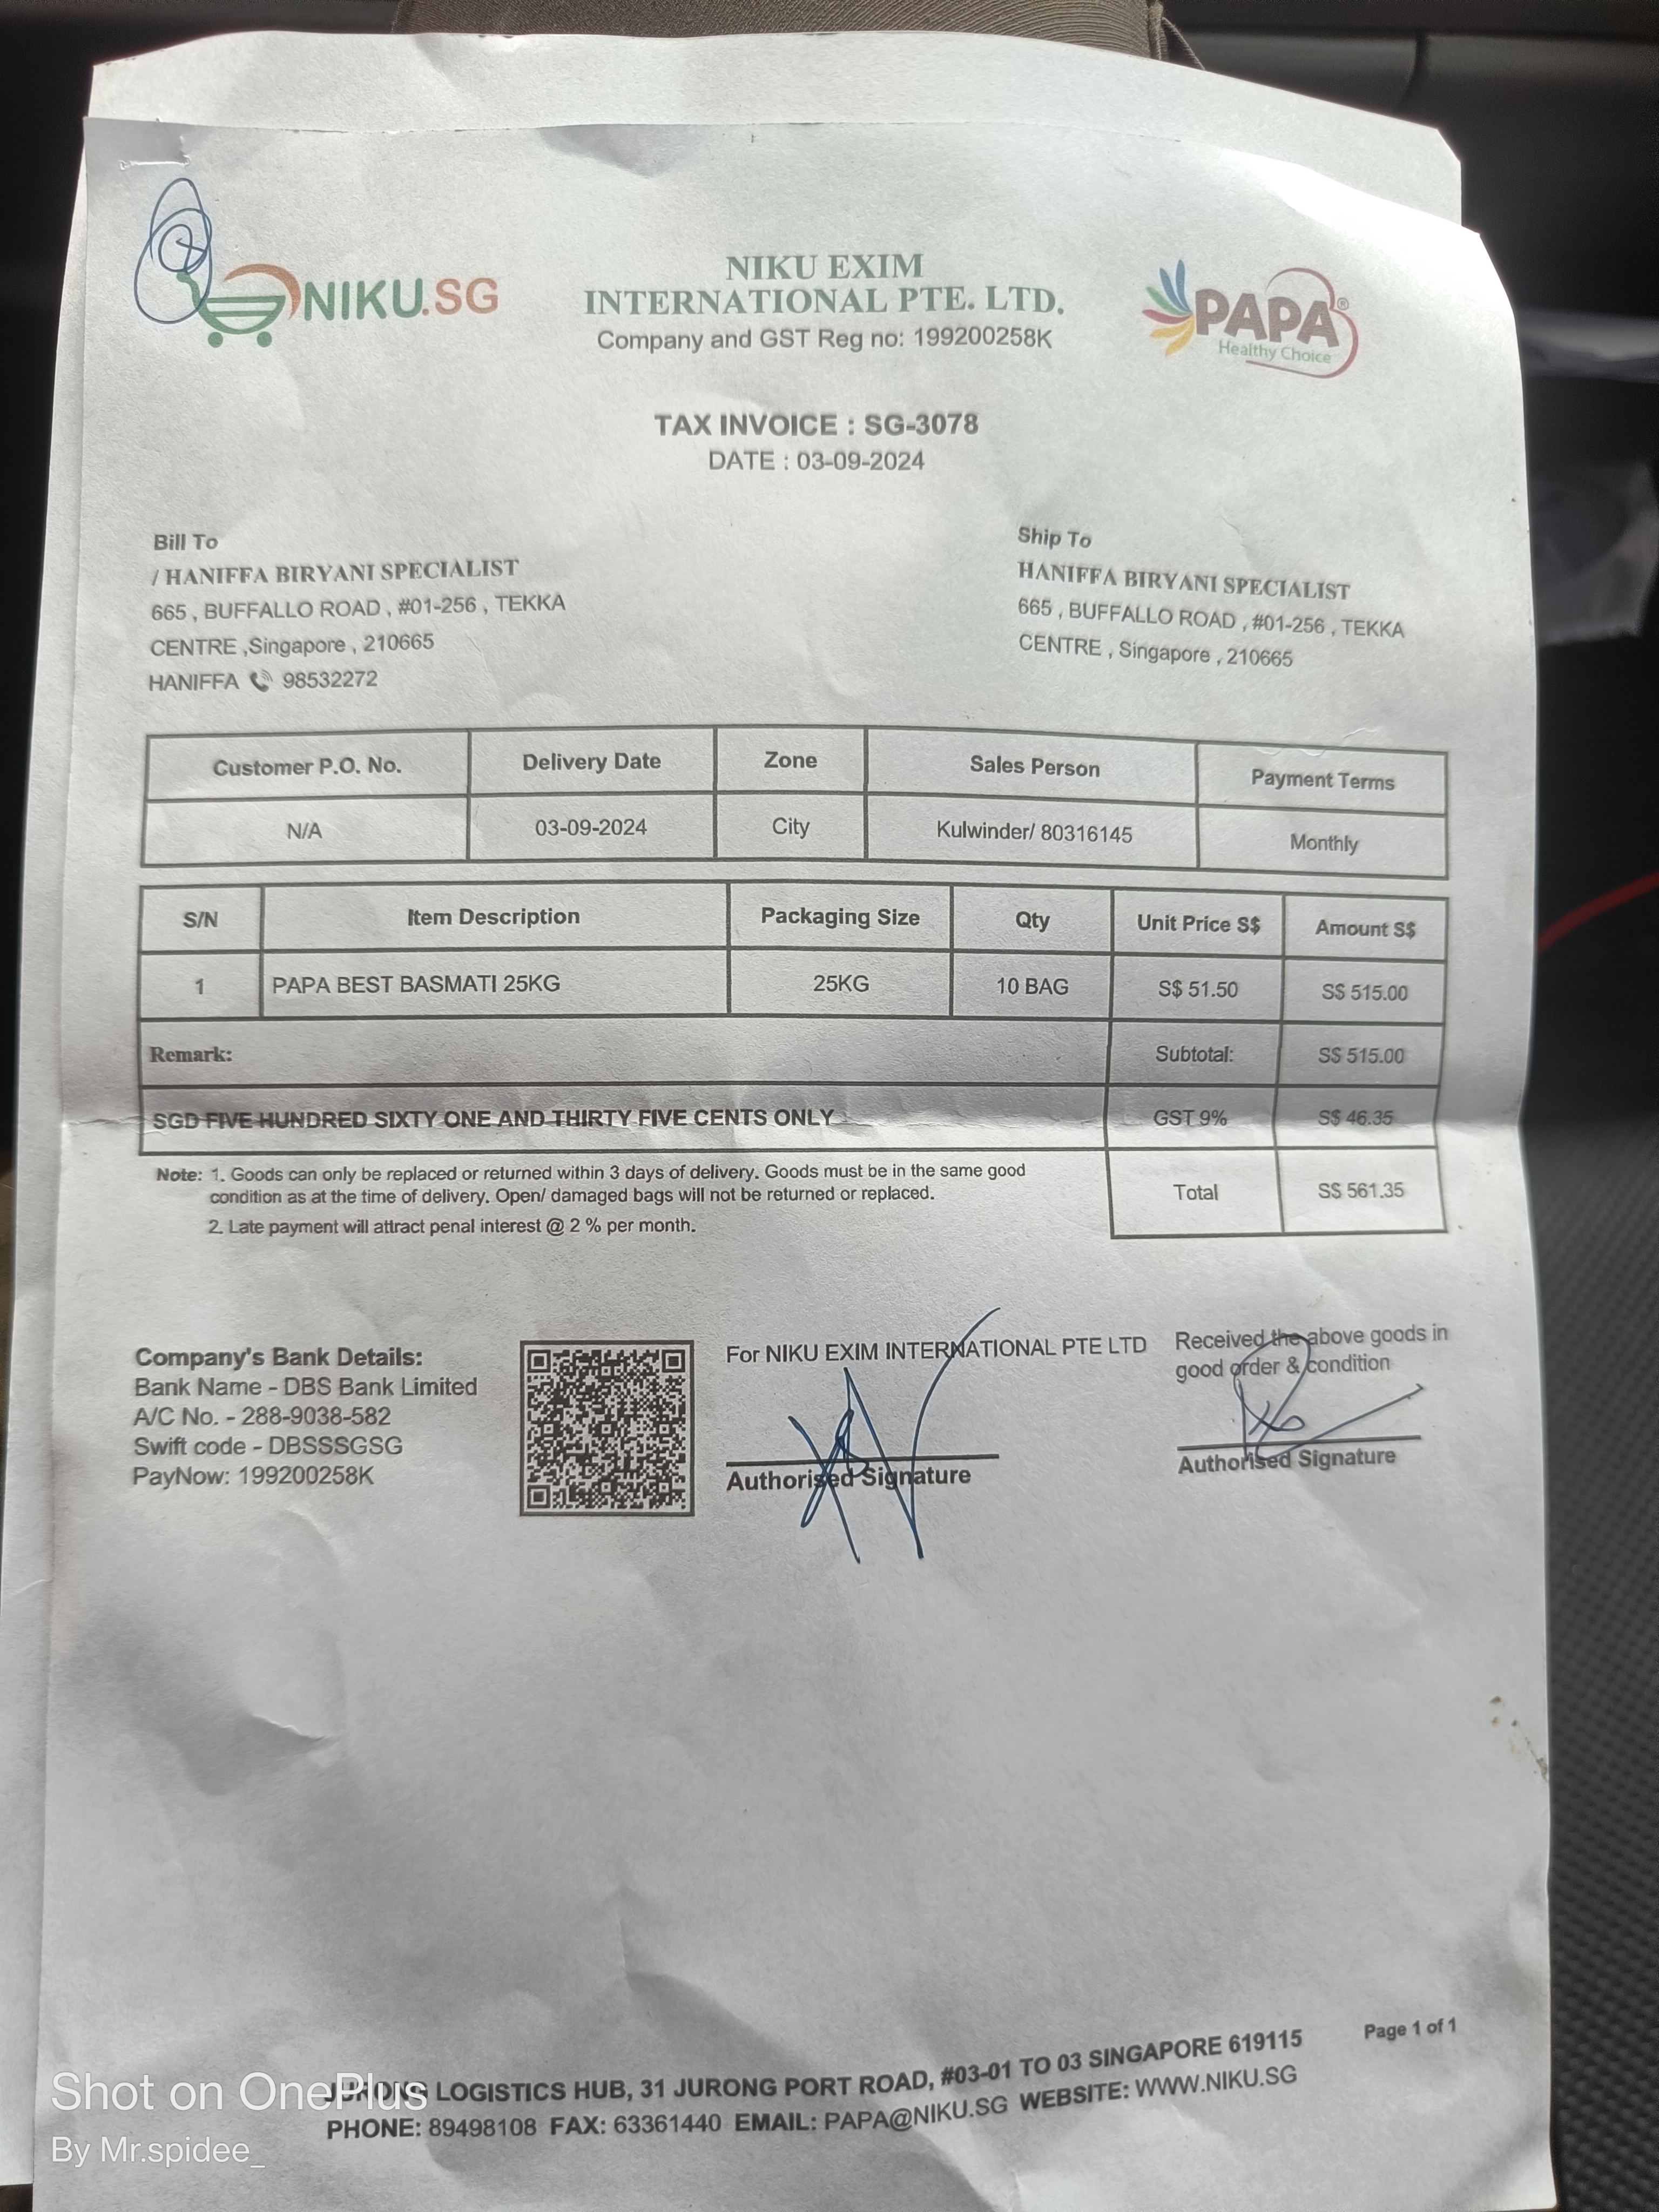 NIKU.SG
NIKU EXIM
INTERNATIONAL PTE. LTD.
Company and GST Reg no: 199200258K
PAPA®
Healthy Choice
TAX INVOICE : SG-3078
DATE : 03-09-2024
Bill To
/ HANIFFA BIRYANI SPECIALIST
665 , BUFFALLO ROAD , #01-256 , TEKKA
CENTRE ,Singapore , 210665
HANIFFA 98532272
Ship To
HANIFFA BIRYANI SPECIALIST
665 , BUFFALLO ROAD , #01-256 , TEKKA
CENTRE , Singapore , 210665
Customer P.O. No. Delivery Date Zone Sales Person Payment Terms
N/A 03-09-2024 City Kulwinder/ 80316145 Monthly
S/N Item Description Packaging Size Qty Unit Price S$ Amount S$
1 PAPA BEST BASMATI 25KG 25KG 10 BAG S$ 51.50 S$ 515.00
Remark: Subtotal: S$ 515.00
SGD FIVE HUNDRED SIXTY ONE AND THIRTY FIVE CENTS ONLY GST 9% S$ 46.35
Total S$ 561.35
Note: 1. Goods can only be replaced or returned within 3 days of delivery. Goods must be in the same good
condition as at the time of delivery. Open/ damaged bags will not be returned or replaced.
2. Late payment will attract penal interest @ 2 % per month.
Company's Bank Details:
Bank Name - DBS Bank Limited
A/C No. - 288-9038-582
Swift code - DBSSSGSG
PayNow: 199200258K
For NIKU EXIM INTERNATIONAL PTE LTD
Authorised Signature
Received the above goods in
good order & condition
Authorised Signature
Page 1 of 1
JURONG LOGISTICS HUB, 31 JURONG PORT ROAD, #03-01 TO 03 SINGAPORE 619115
PHONE: 89498108 FAX: 63361440 EMAIL: PAPA@NIKU.SG WEBSITE: WWW.NIKU.SG
Shot on OnePlus
By Mr.spidee_